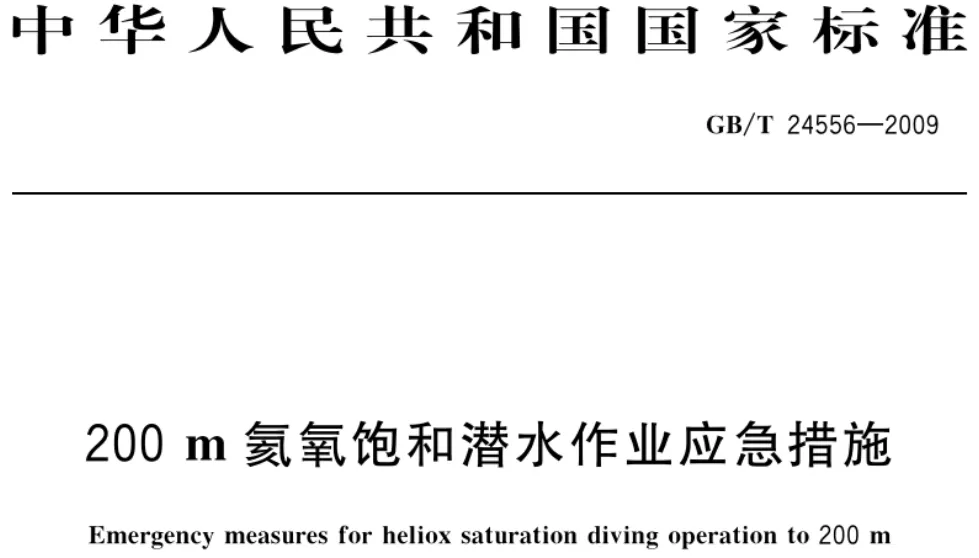 中华人民共和国国家标准
GB/T 24556—2009
200 m 氦氧饱和潜水作业应急措施
Emergency measures for heliox saturation diving operation to 200 m